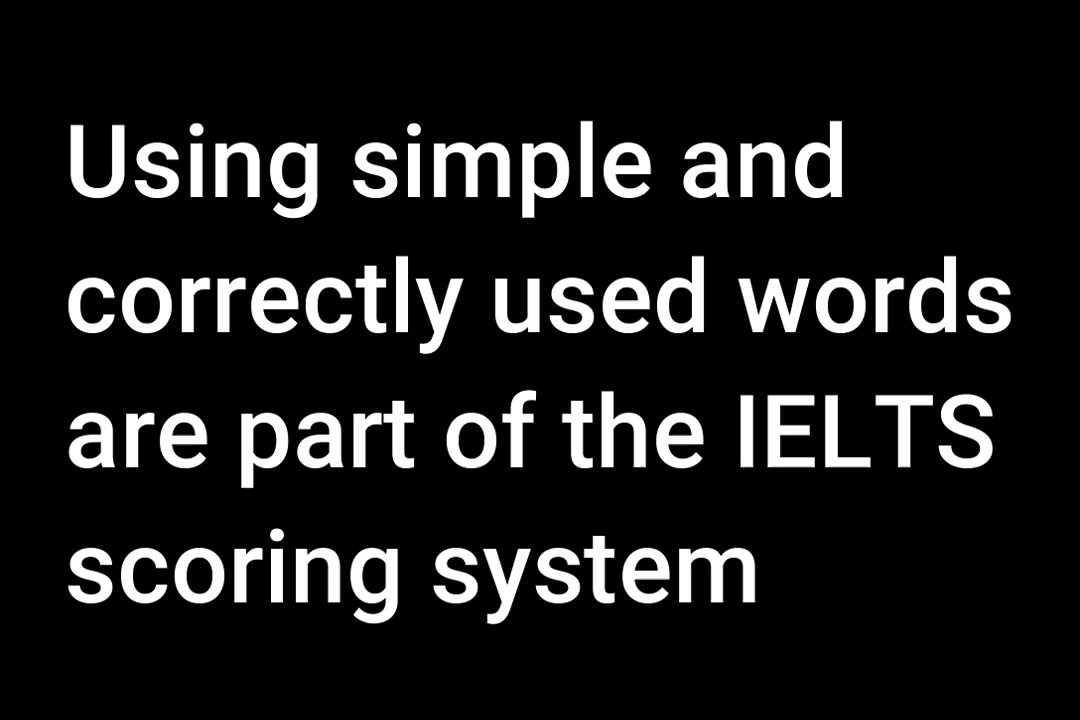 Using simple and
correctly used words
are part of the IELTS
scoring system